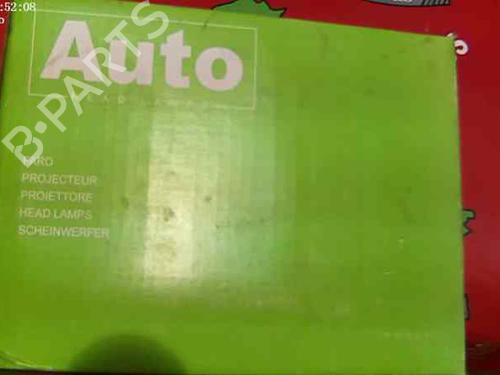 :52:08
Auto
FARO
PROJECTEUR
PROIETTORE
HEAD LAMPS
SCHEINWERFER
B-PARTS